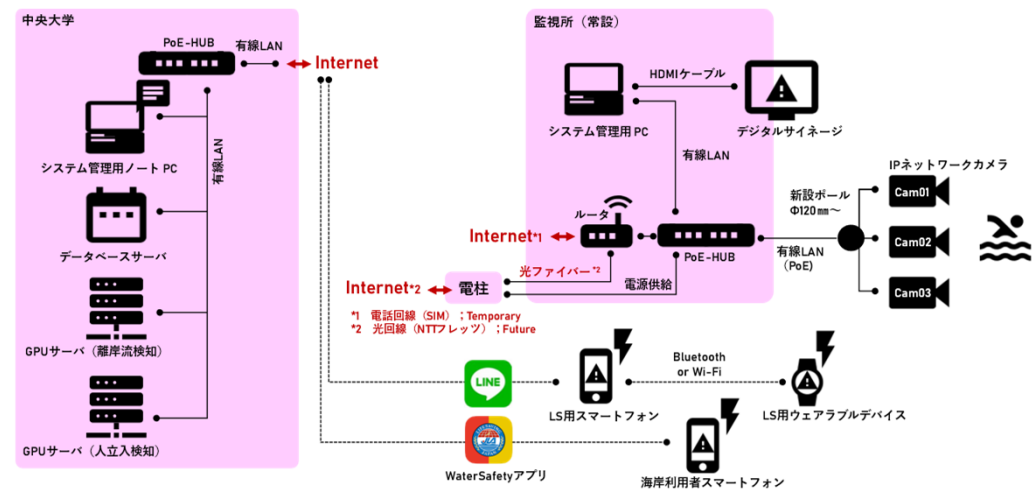 中央大学
PoE-HUB
有線LAN
Internet
システム管理用ノートPC
有線LAN
データベースサーバ
GPUサーバ（離岸流検知）
GPUサーバ（人立入検知）
監視所（常設）
HDMIケーブル
システム管理用PC
デジタルサイネージ
有線LAN
ルータ
Internet*1
PoE-HUB
光ファイバー*2
電源供給
Internet*2
電柱
*1 電話回線（SIM）；Temporary
*2 光回線（NTTフレッツ）；Future
IPネットワークカメラ
新設ポール
Φ120mm～
有線LAN
（PoE）
Cam01
Cam02
Cam03
LINE
LS用スマートフォン
Bluetooth
or Wi-Fi
LS用ウェアラブルデバイス
WaterSafetyアプリ
海岸利用者スマートフォン